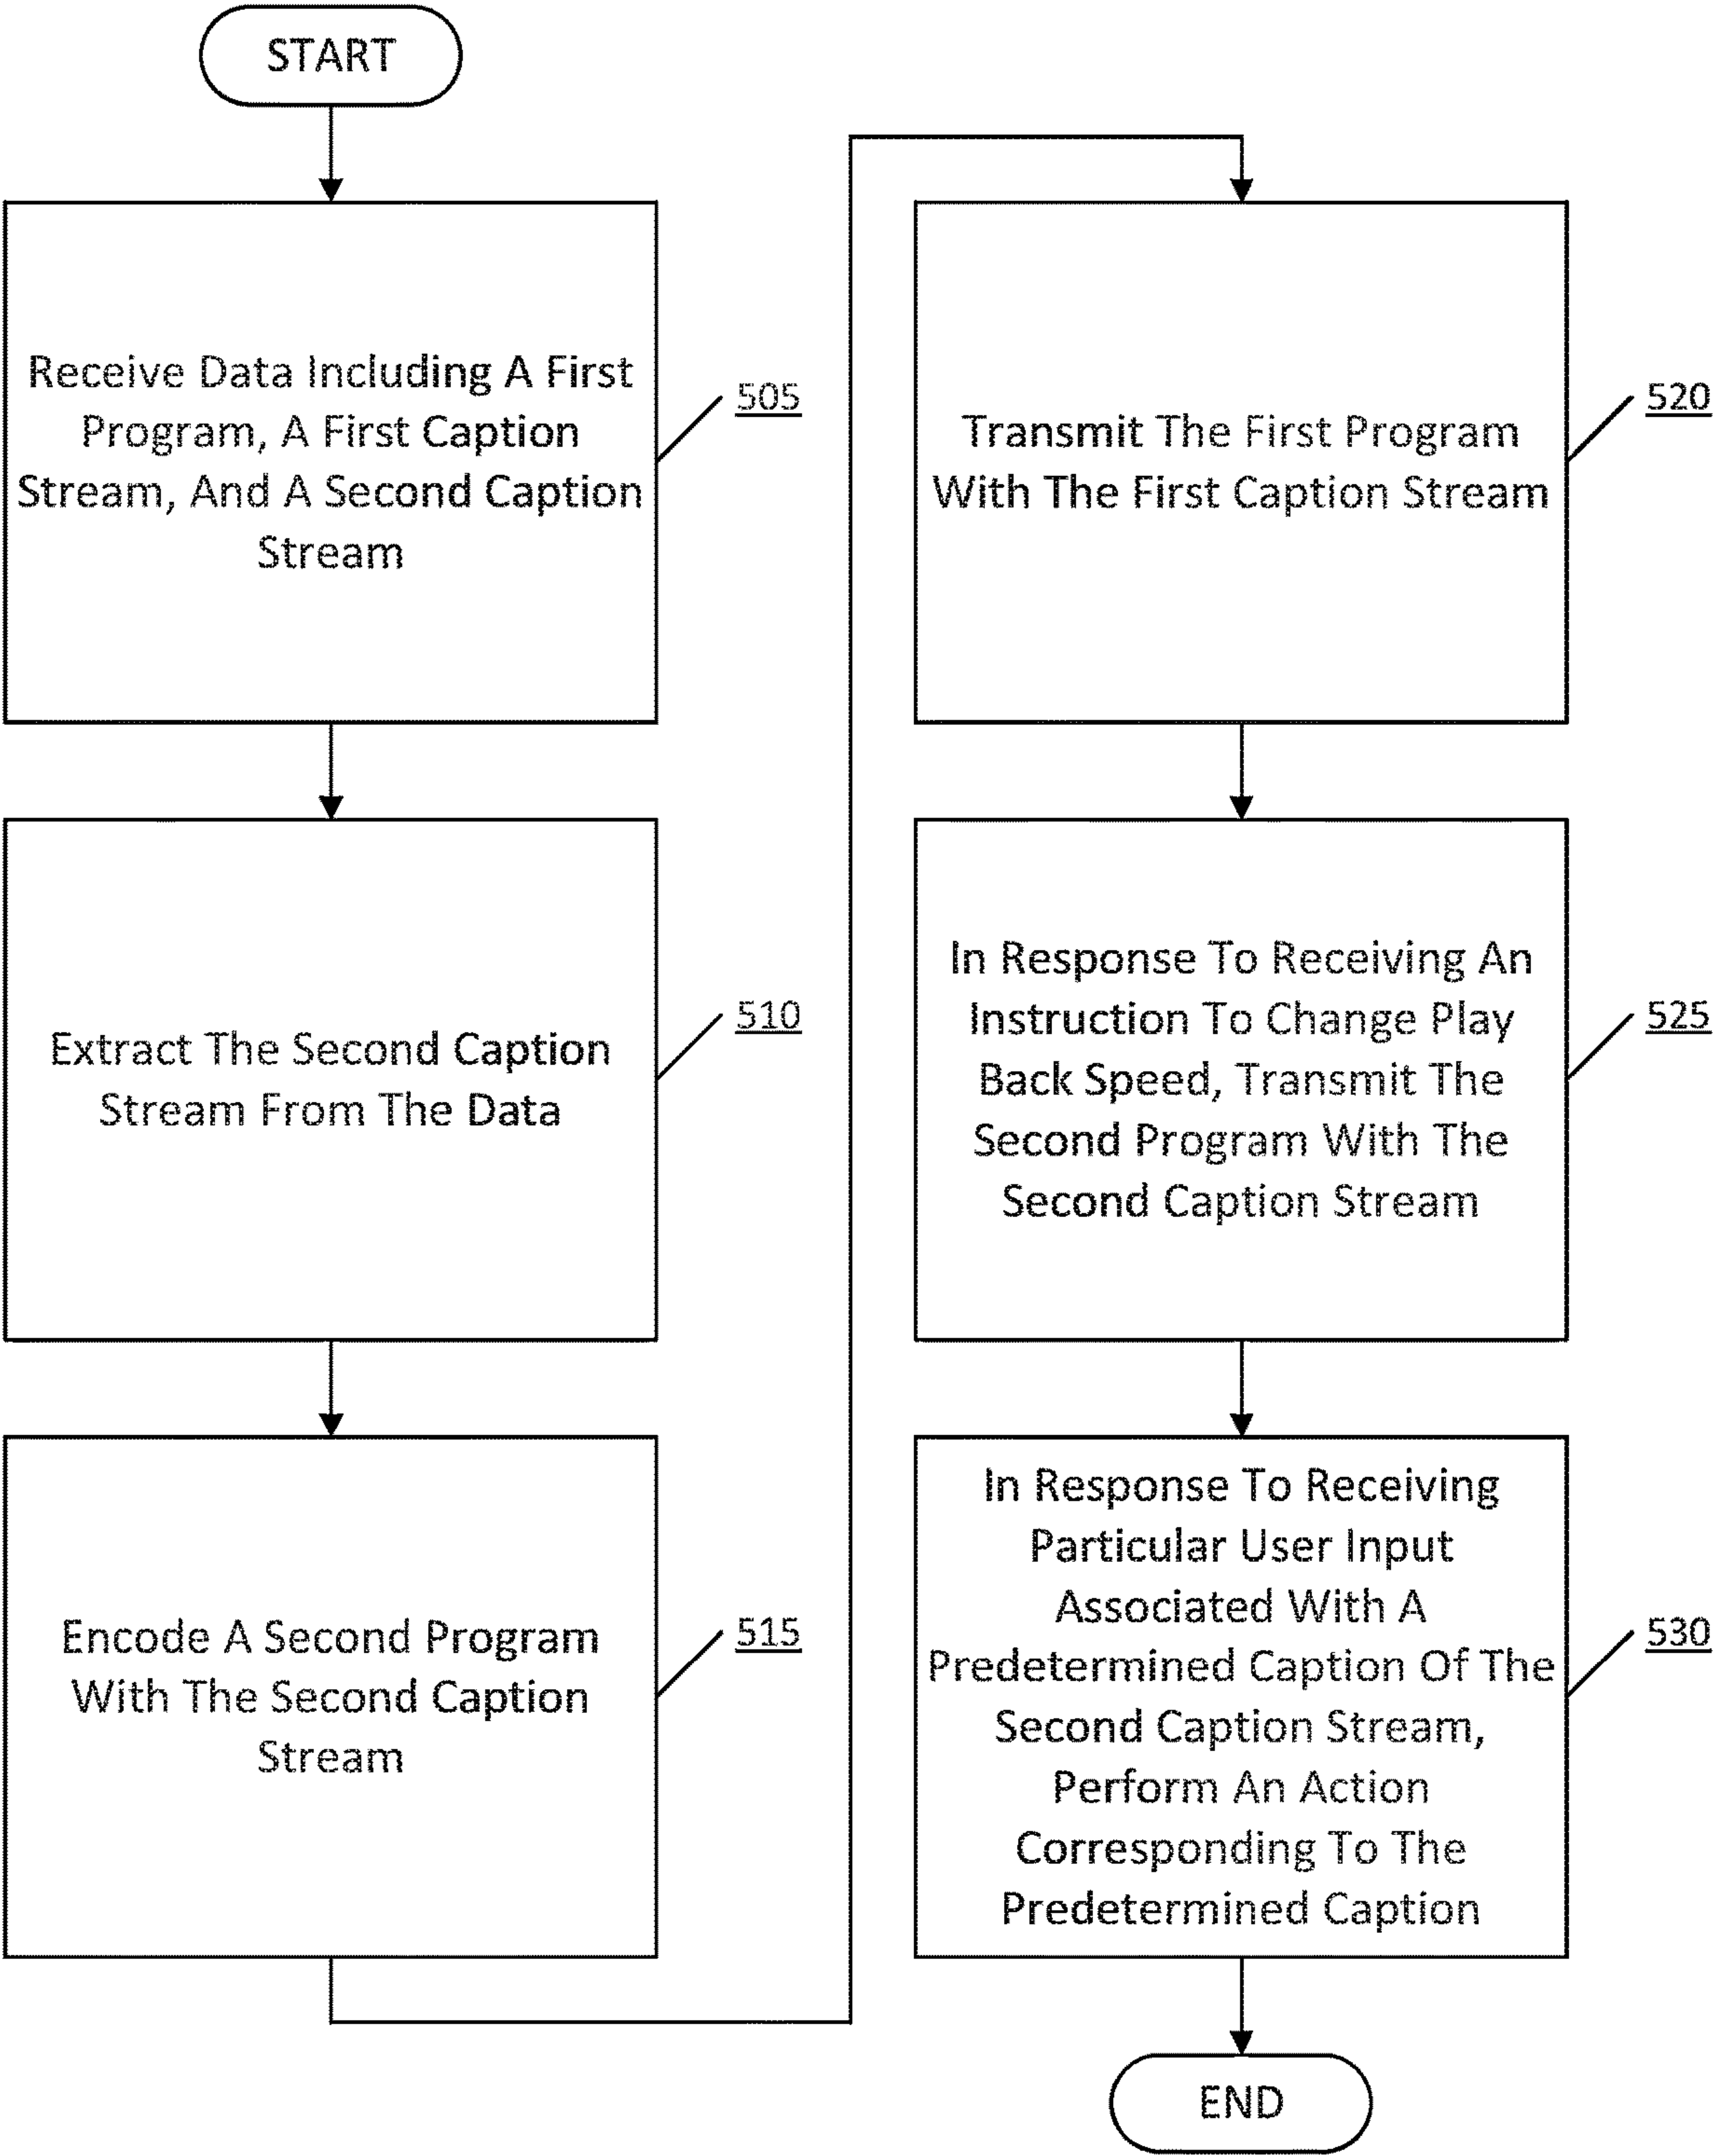 START
Receive Data Including A First
Program, A First Caption
Stream, And A Second Caption
Stream
505
Extract The Second Caption
Stream From The Data
510
Encode A Second Program
With The Second Caption
Stream
515
Transmit The First Program
With The First Caption Stream
520
In Response To Receiving An
Instruction To Change Play
Back Speed, Transmit The
Second Program With The
Second Caption Stream
525
In Response To Receiving
Particular User Input
Associated With A
Predetermined Caption Of The
Second Caption Stream,
Perform An Action
Corresponding To The
Predetermined Caption
530
END